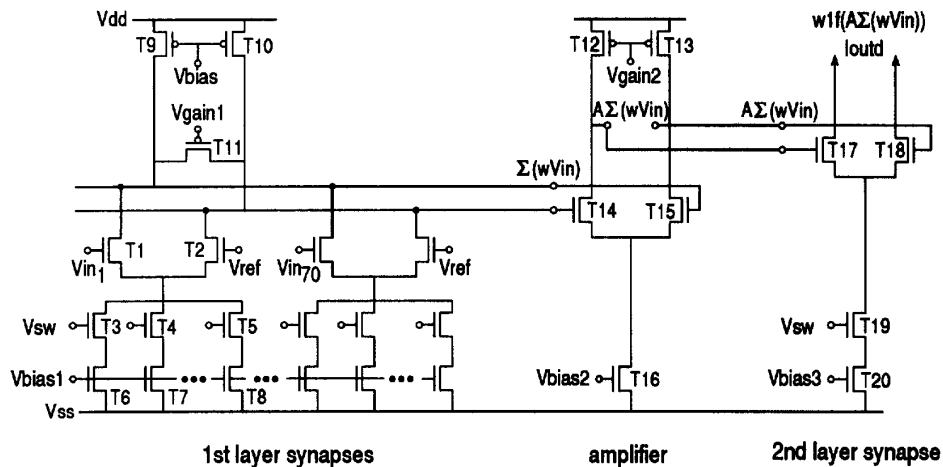 Vdd
w1f(AΣ(wVin))
Ioutd
T9
T10
T12
T13
Vbias
Vgain2
Vgain1
T11
AΣ(wVin)
AΣ(wVin)
T17
T18
Σ(wVin)
T14
T15
T1
T2
Vin1
Vref
Vin70
Vref
Vsw
T3
T4
T5
Vsw
T19
Vbias1
Vbias2
T16
Vbias3
T20
T6
T7
T8
Vss
1st layer synapses
amplifier
2nd layer synapse